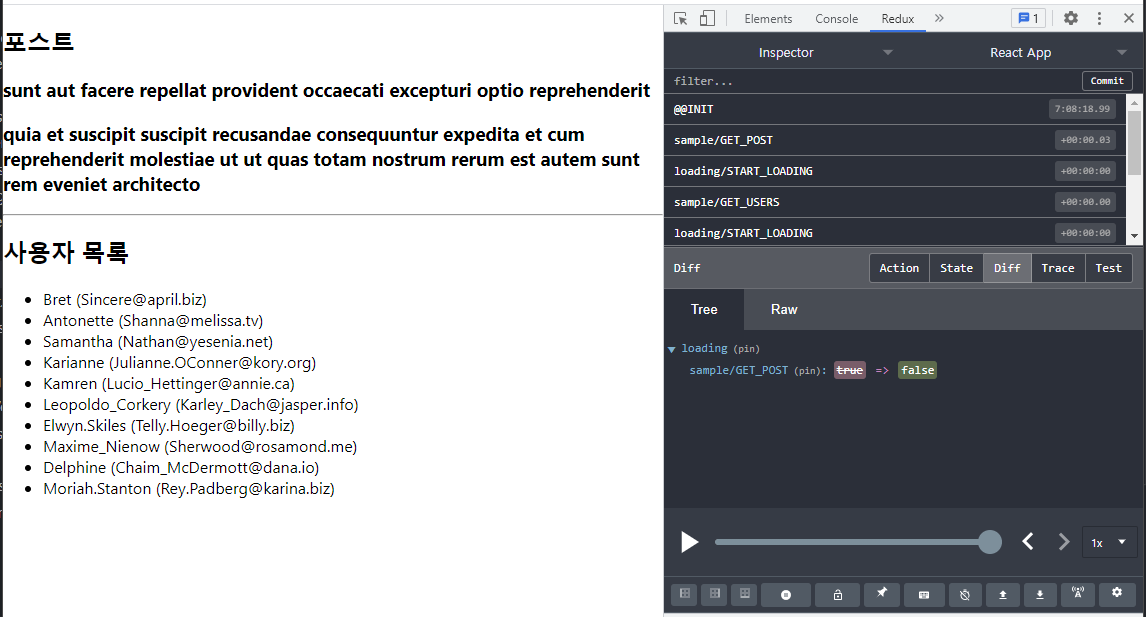 포스트
sunt aut facere repellat provident occaecati excepturi optio reprehenderit
quia et suscipit suscipit recusandae consequuntur expedita et cum
reprehenderit molestiae ut ut quas totam nostrum rerum est autem sunt
rem eveniet architecto
사용자 목록
Bret (Sincere@april.biz)
Antonette (Shanna@melissa.tv)
Samantha (Nathan@yesenia.net)
Karianne (Julianne.OConner@kory.org)
Kamren (Lucio_Hettinger@annie.ca)
Leopoldo_Corkery (Karley_Dach@jasper.info)
Elwyn.Skiles (Telly.Hoeger@billy.biz)
Maxime_Nienow (Sherwood@rosamond.me)
Delphine (Chaim_McDermott@dana.io)
Moriah.Stanton (Rey.Padberg@karina.biz)
Elements Console Redux » 1
Inspector React App
filter... Commit
@@INIT 7:08:18.99
sample/GET_POST +00:00.03
loading/START_LOADING +00:00:00
sample/GET_USERS +00:00.00
loading/START_LOADING +00:00:00
Diff Action State Diff Trace Test
Tree Raw
loading (pin)
sample/GET_POST (pin): true => false
1x